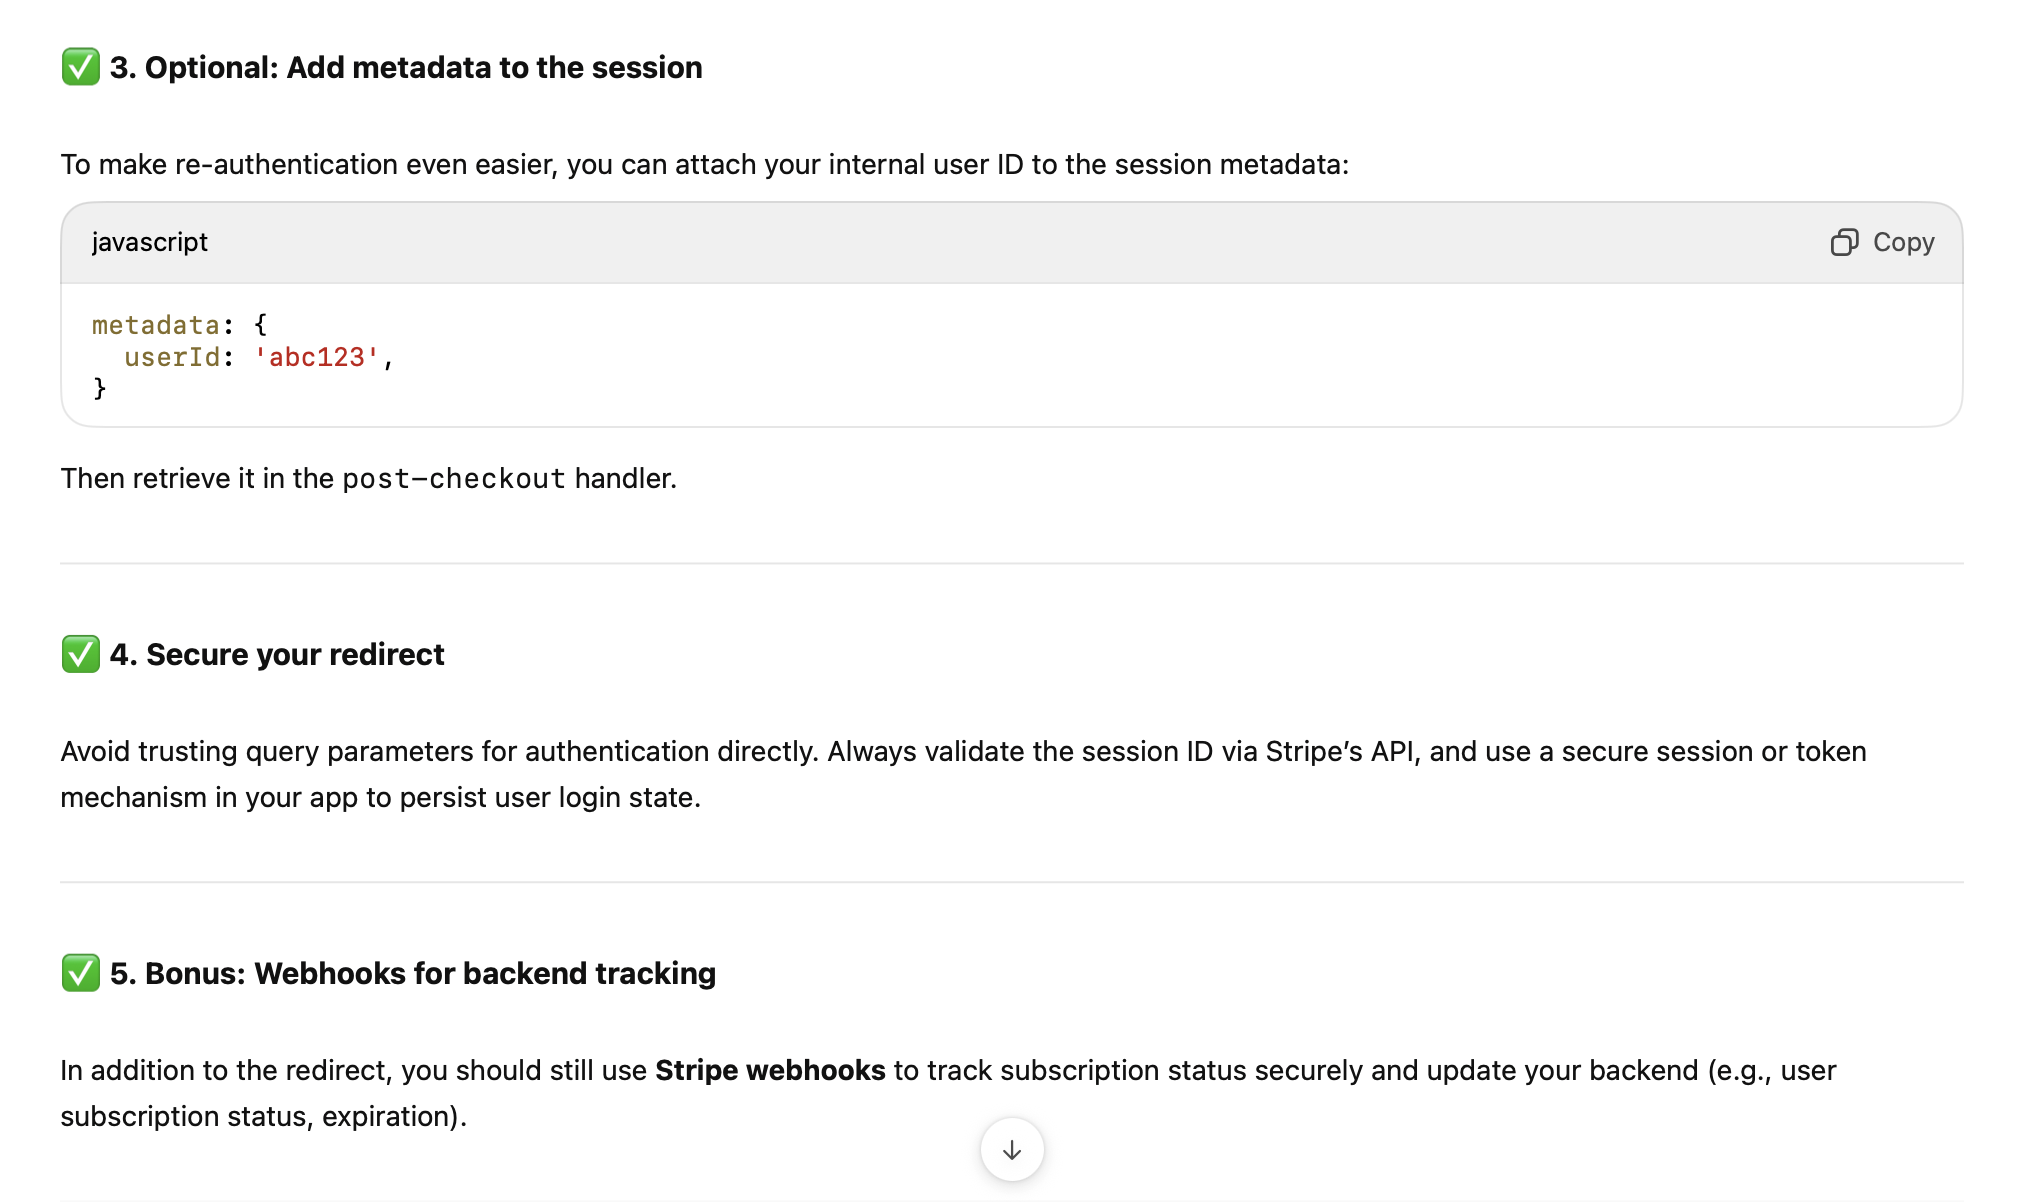 ✅ 3. Optional: Add metadata to the session
To make re-authentication even easier, you can attach your internal user ID to the session metadata:
javascript
Copy
metadata: {
  userId: 'abc123',
}
Then retrieve it in the post-checkout handler.
✅ 4. Secure your redirect
Avoid trusting query parameters for authentication directly. Always validate the session ID via Stripe’s API, and use a secure session or token
mechanism in your app to persist user login state.
✅ 5. Bonus: Webhooks for backend tracking
In addition to the redirect, you should still use Stripe webhooks to track subscription status securely and update your backend (e.g., user
subscription status, expiration).